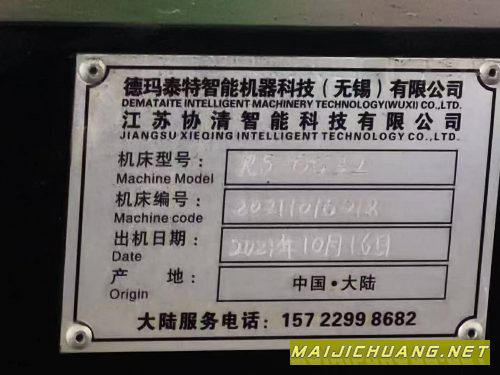 德玛泰特智能机器科技（无锡）有限公司
DEMATAITE INTELLIGENT MACHINERY TECHNOLOGY(WUXI) CO.,LTD.
江苏协清智能科技有限公司
JIANGSU XIEQING INTELLIGENT TECHNOLOGY CO.,LTD.
机床型号：
Machine Model
机床编号：
Machine code
出机日期： 2021年10月16日
Date
产 地： 中国·大陆
Origin
大陆服务电话：157 2299 8682
MAIJICHUANG.NET